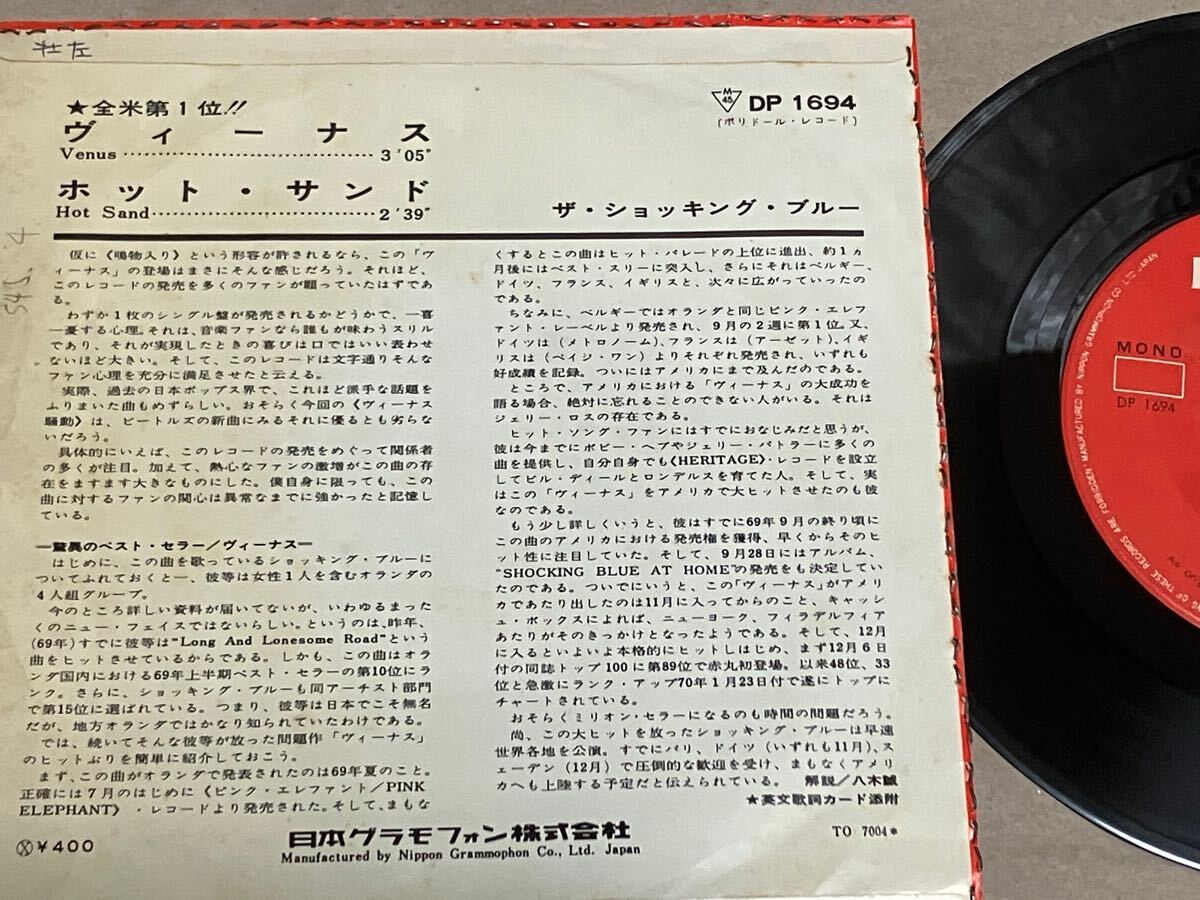 壮左
★全米第1位!!
ヴィーナス
Venus 3'05"
ホット・サンド
Hot Sand 2'39"
M
45
DP 1694
(ポリドール・レコード)
ザ・ショッキング・ブルー
仮に《鳴物入り》という形容が許されるなら、この「ヴ
ィーナス」の登場はまさにそんな感じだろう。それほど、
このレコードの発売を多くのファンが願っていたはずであ
る。
わずか1枚のシングル盤が発売されるかどうかで、一喜
一憂する心理。それは、音楽ファンなら誰もが味わうスリル
であり、それが実現したときの喜びは口ではいい表わせ
ないほど大きい。そして、このレコードは文字通りそんな
ファン心理を充分に満足させたと云える。
実際、過去の日本ポップス界で、これほど派手な話題を
ふりまいた曲もめずらしい。おそらく今回の《ヴィーナス
騒動》は、ビートルズの新曲にみるそれに優るとも劣らな
いだろう。
具体的にいえば、このレコードの発売をめぐって関係者
の多くが注目。加えて、熱心なファンの激増がこの曲の存
在をますます大きなものにした。僕自身に限っても、この
曲に対するファンの関心は異常なまでに強かったと記憶し
ている。
―驚異のベスト・セラー/ヴィーナス―
はじめに、この曲を歌っているショッキング・ブルーに
ついてふれておくと―、彼等は女性1人を含むオランダの
4人組グループ。
今のところ詳しい資料が届いてないが、いわゆるまった
くのニュー・フェイスではないらしい。というのは、昨年、
(69年)すでに彼等は"Long And Lonesome Road"という
曲をヒットさせているからである。しかも、この曲はオラ
ンダ国内における69年上半期ベスト・セラーの第10位にラ
ンク。さらに、ショッキング・ブルーも同アーチスト部門
で第15位に選ばれている。つまり、彼等は日本でこそ無名
だが、地方オランダではかなり知られていたわけである。
では、続いてそんな彼等が放った問題作「ヴィーナス」
のヒットぶりを簡単に紹介しておこう。
まず、この曲がオランダで発表されたのは69年夏のこと。
正確には7月のはじめに《ピンク・エレファント/PINK
ELEPHANT》・レコードより発売された。そして、まもな
くするとこの曲はヒット・パレードの上位に進出、約1ヵ
月後にはベスト・スリーに突入し、さらにそれはベルギー、
ドイツ、フランス、イギリスと、次々に広がっていったの
である。
ちなみに、ベルギーではオランダと同じピンク・エレフ
ァント・レーベルより発売され、9月の2週に第1位。又、
ドイツは(メトロノーム)、フランスは(アーゼット)、イギ
リスは(ペイジ・ワン)よりそれぞれ発売され、いずれも
好成績を記録。ついにはアメリカにまで及んだのである。
ところで、アメリカにおける「ヴィーナス」の大成功を
語る場合、絶対に忘れることのできない人がいる。それは
ジェリー・ロスの存在である。
ヒット・ソング・ファンにはすでにおなじみだと思うが、
彼は今までにボビー・ヘブやジェリー・バトラーに多くの
曲を提供し、自分自身でも《HERITAGE》・レコードを設立
してビル・ディールとロンデルスを育てた人。そして、実
はこの「ヴィーナス」をアメリカで大ヒットさせたのも彼
なのである。
もう少し詳しくいうと、彼はすでに69年9月の終り頃に
この曲のアメリカにおける発売権を獲得、早くからそのヒ
ット性に注目していた。そして、9月28日にはアルバム、
"SHOCKING BLUE AT HOME"の発売をも決定してい
たのである。ついでにいうと、この「ヴィーナス」がアメリ
カであたり出したのは11月に入ってからのこと、キャッシ
ュ・ボックスによれば、ニューヨーク、フィラデルフィア
あたりがそのきっかけとなったようである。そして、12月
に入るといよいよ本格的にヒットしはじめ、まず12月6日
付の同誌トップ100に第89位で赤丸初登場。以来48位、33
位と急激にランク・アップ70年1月23日付で遂にトップに
チャートされている。
おそらくミリオン・セラーになるのも時間の問題だろう。
尚、この大ヒットを放ったショッキング・ブルーは早速
世界各地を公演。すでにパリ、ドイツ(いずれも11月)、ス
ェーデン(12月)で圧倒的な歓迎を受け、まもなくアメリ
カへも上陸する予定だと伝えられている。 解説/八木誠
★英文歌詞カード添附
Ⓧ¥400
日本グラモフォン株式会社
Manufactured by Nippon Grammophon Co., Ltd. Japan
TO 7004*
MONO
DP 1694
OF THESE RECORDS ARE FORBIDDEN MANUFACTURED BY NIPPON GRAMMOPHON CO., LTD. JAPAN